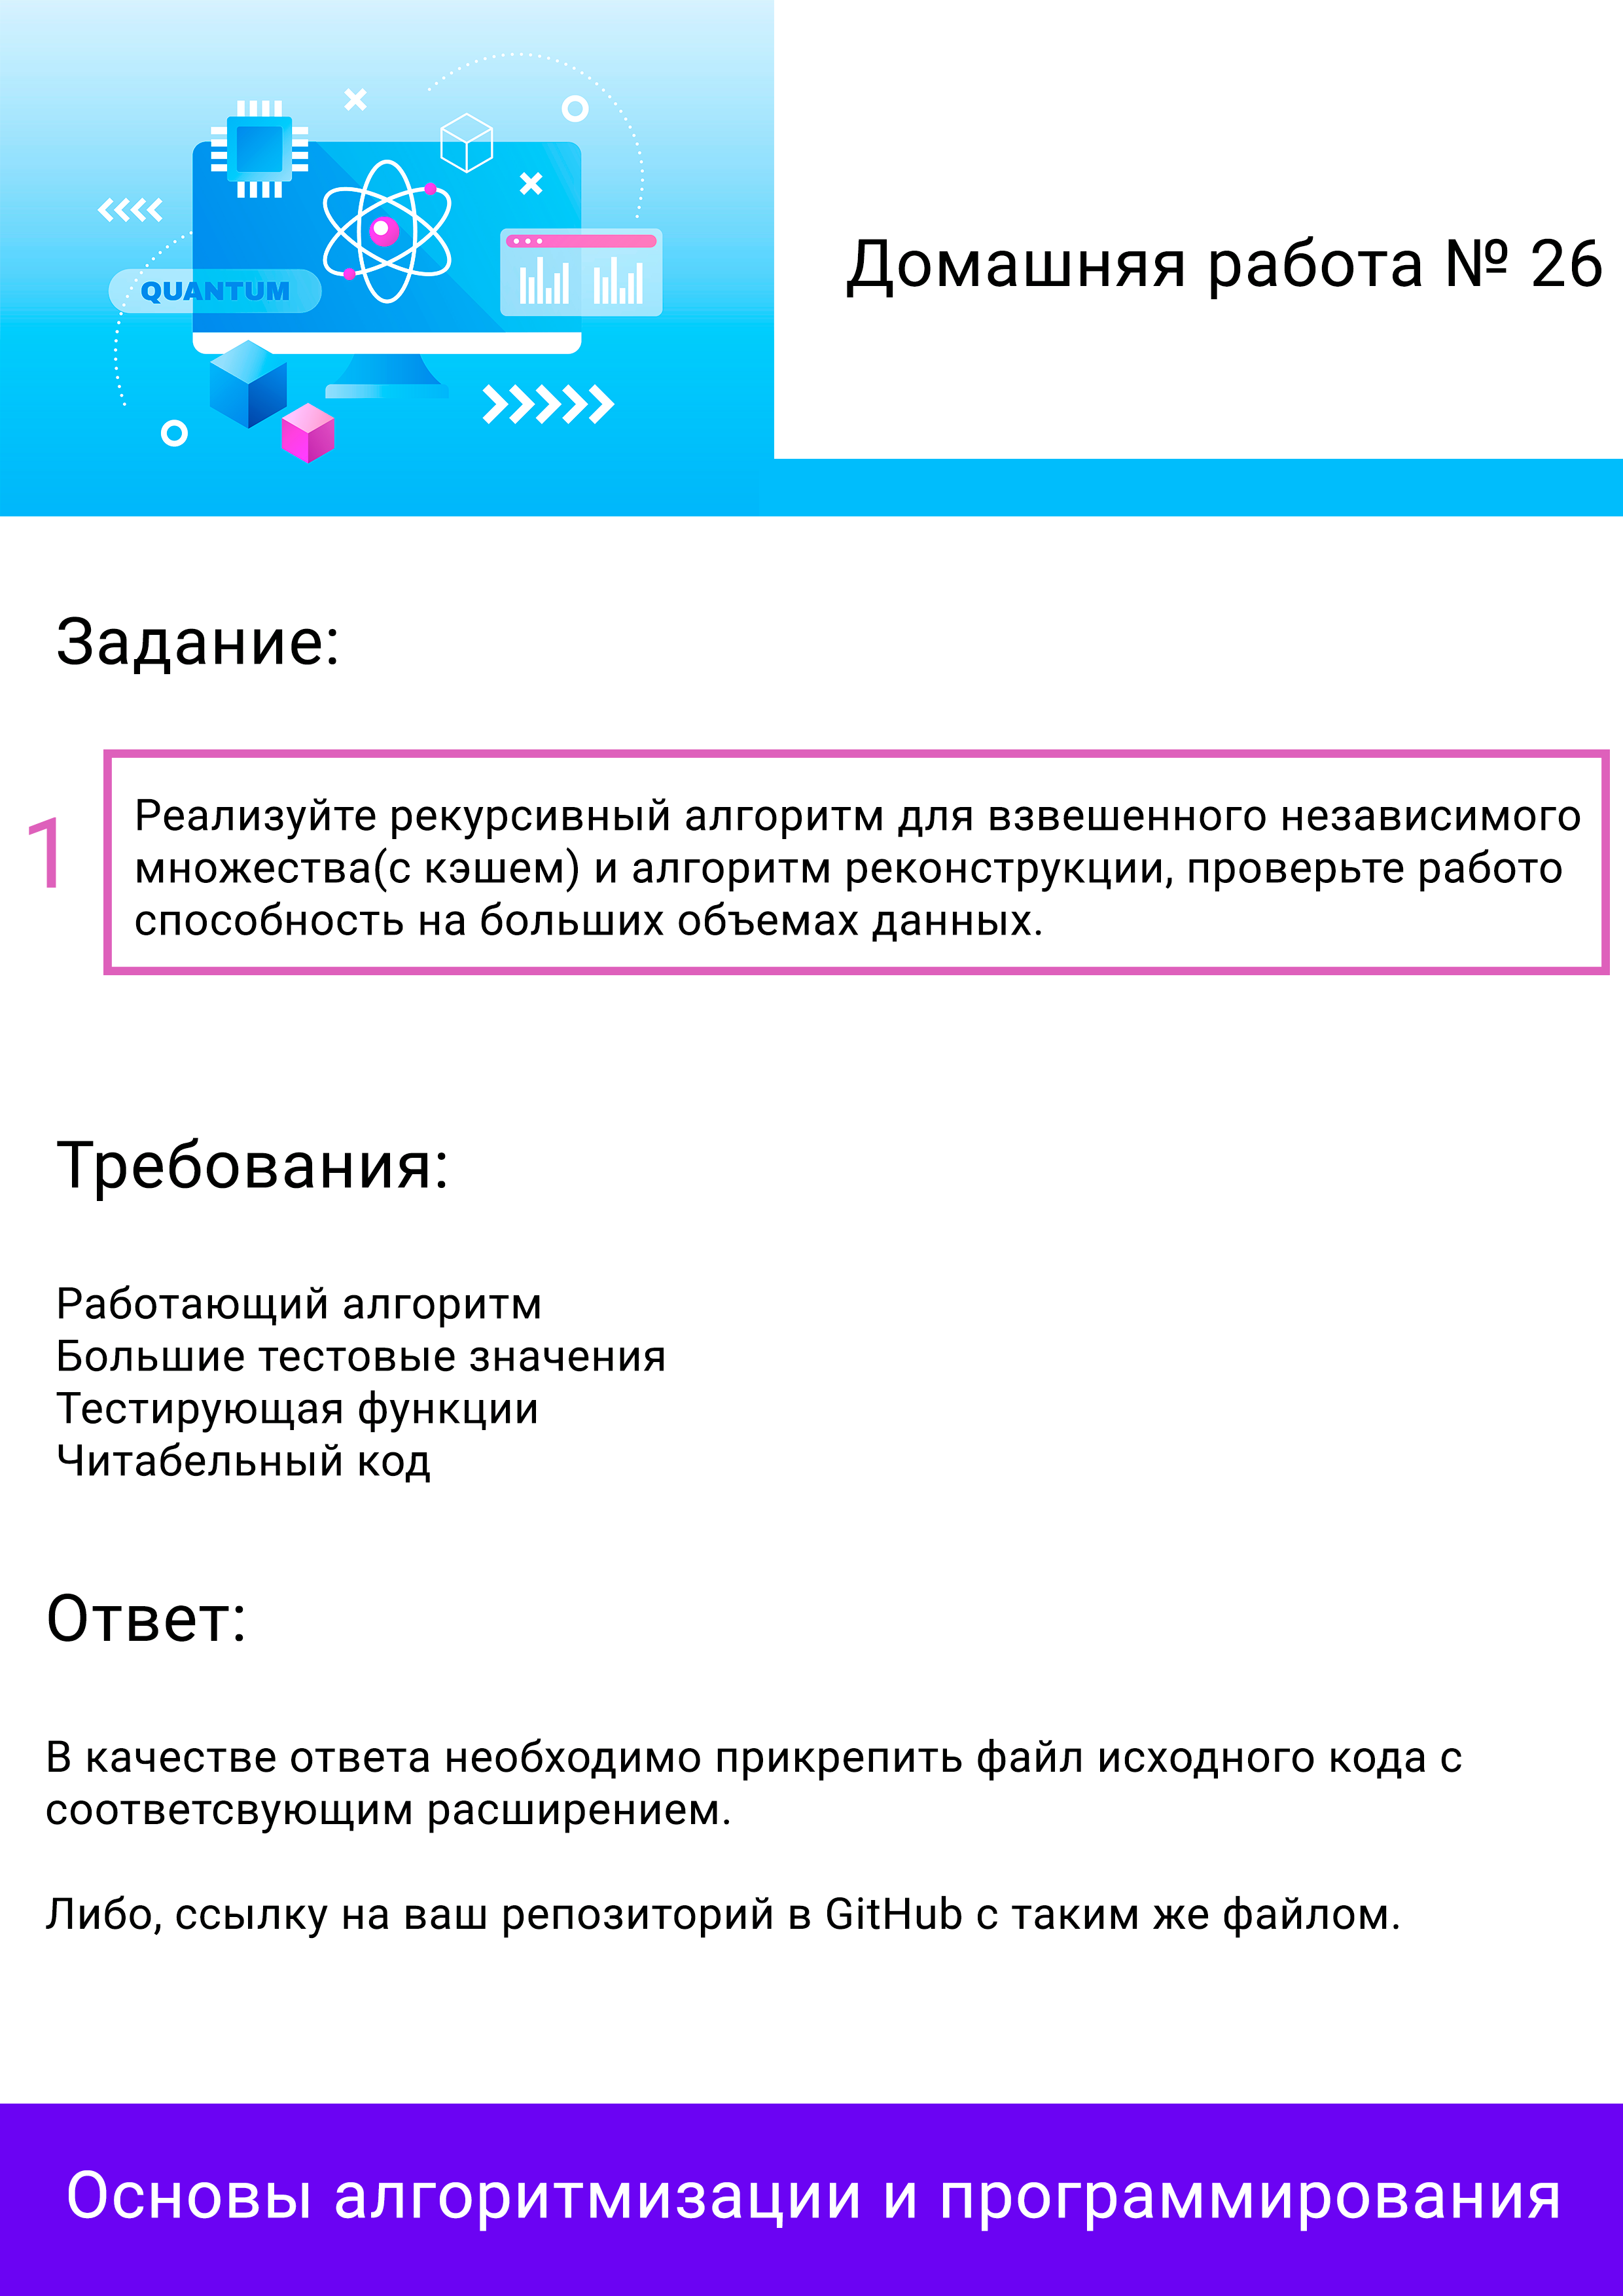 QUANTUM
Домашняя работа № 26
Задание:
1
Реализуйте рекурсивный алгоритм для взвешенного независимого
множества(с кэшем) и алгоритм реконструкции, проверьте работо
способность на больших объемах данных.
Требования:
Работающий алгоритм
Большие тестовые значения
Тестирующая функции
Читабельный код
Ответ:
В качестве ответа необходимо прикрепить файл исходного кода с
соответсвующим расширением.
Либо, ссылку на ваш репозиторий в GitHub с таким же файлом.
Основы алгоритмизации и программирования